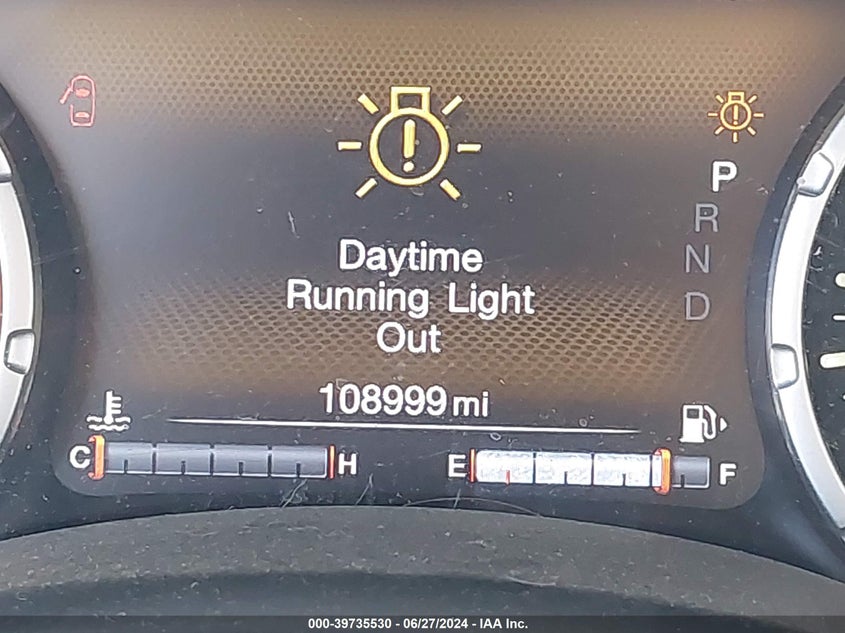 P
R
N
D
Daytime
Running Light
Out
108999 mi
C H E F
000-39735530 - 06/27/2024 - IAA Inc.